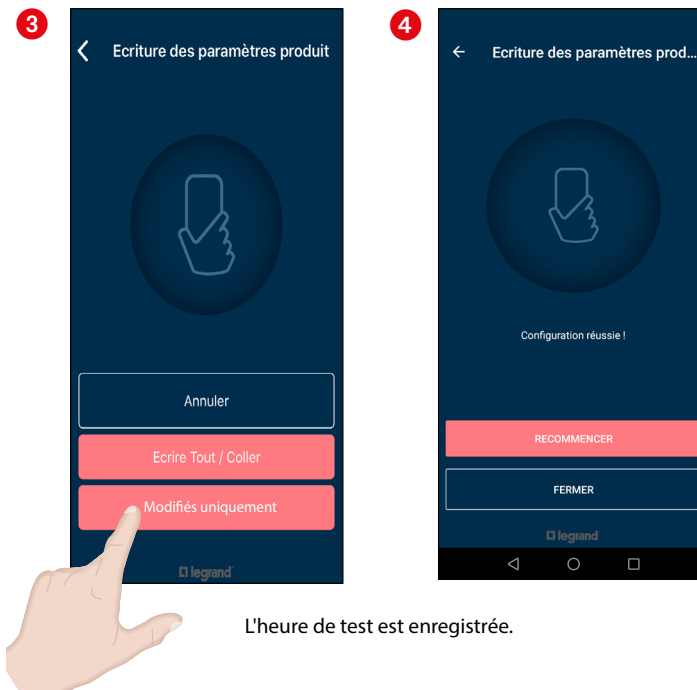 3
Ecriture des paramètres produit
Annuler
Ecrire Tout / Coller
Modifiés uniquement
legrand
4
Ecriture des paramètres prod...
Configuration réussie !
RECOMMENCER
FERMER
legrand
L'heure de test est enregistrée.